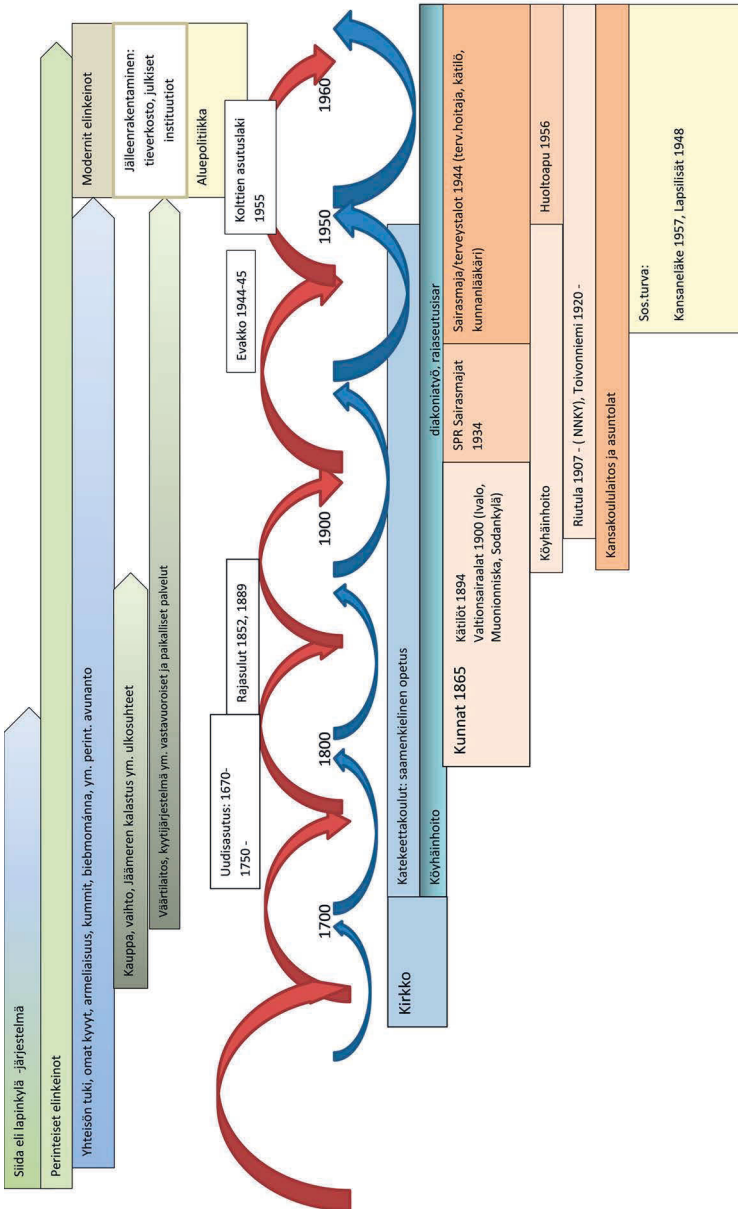 Siida eli lapinkylä -järjestelmä
Perinteiset elinkeinot
Yhteisön tuki, omat kyvyt, armeliaisuus, kummit, biebmománna, ym. perint. avunanto
Kauppa, vaihto, Jäämeren kalastus ym. ulkosuhteet
Väärtilaitos, kyytijärjestelmä ym. vastavuoroiset ja paikalliset palvelut
Modernit elinkeinot
Jälleenrakentaminen:
tieverkosto, julkiset
instituutiot
Aluepolitiikka
Uudisasutus: 1670-
1750 -
Rajasulut 1852, 1889
Evakko 1944-45
Kolttien asutuslaki
1955
1700
1800
1900
1950
1960
Kirkko
Katekeettakoulut: saamenkielinen opetus
Köyhäinhoito
diakoniatyö, rajaseutusisar
Kunnat 1865
Kätilöt 1894
Valtionsairaalat 1900 (Ivalo,
Muonionniska, Sodankylä)
SPR Sairasmajat
1934
Sairasmaja/terveystalot 1944 (terv.hoitaja, kätilö,
kunnanlääkäri)
Köyhäinhoito
Huoltoapu 1956
Riutula 1907 - ( NNKY), Toivonniemi 1920 -
Kansakoululaitos ja asuntolat
Sos.turva:
Kansaneläke 1957, Lapsilisät 1948